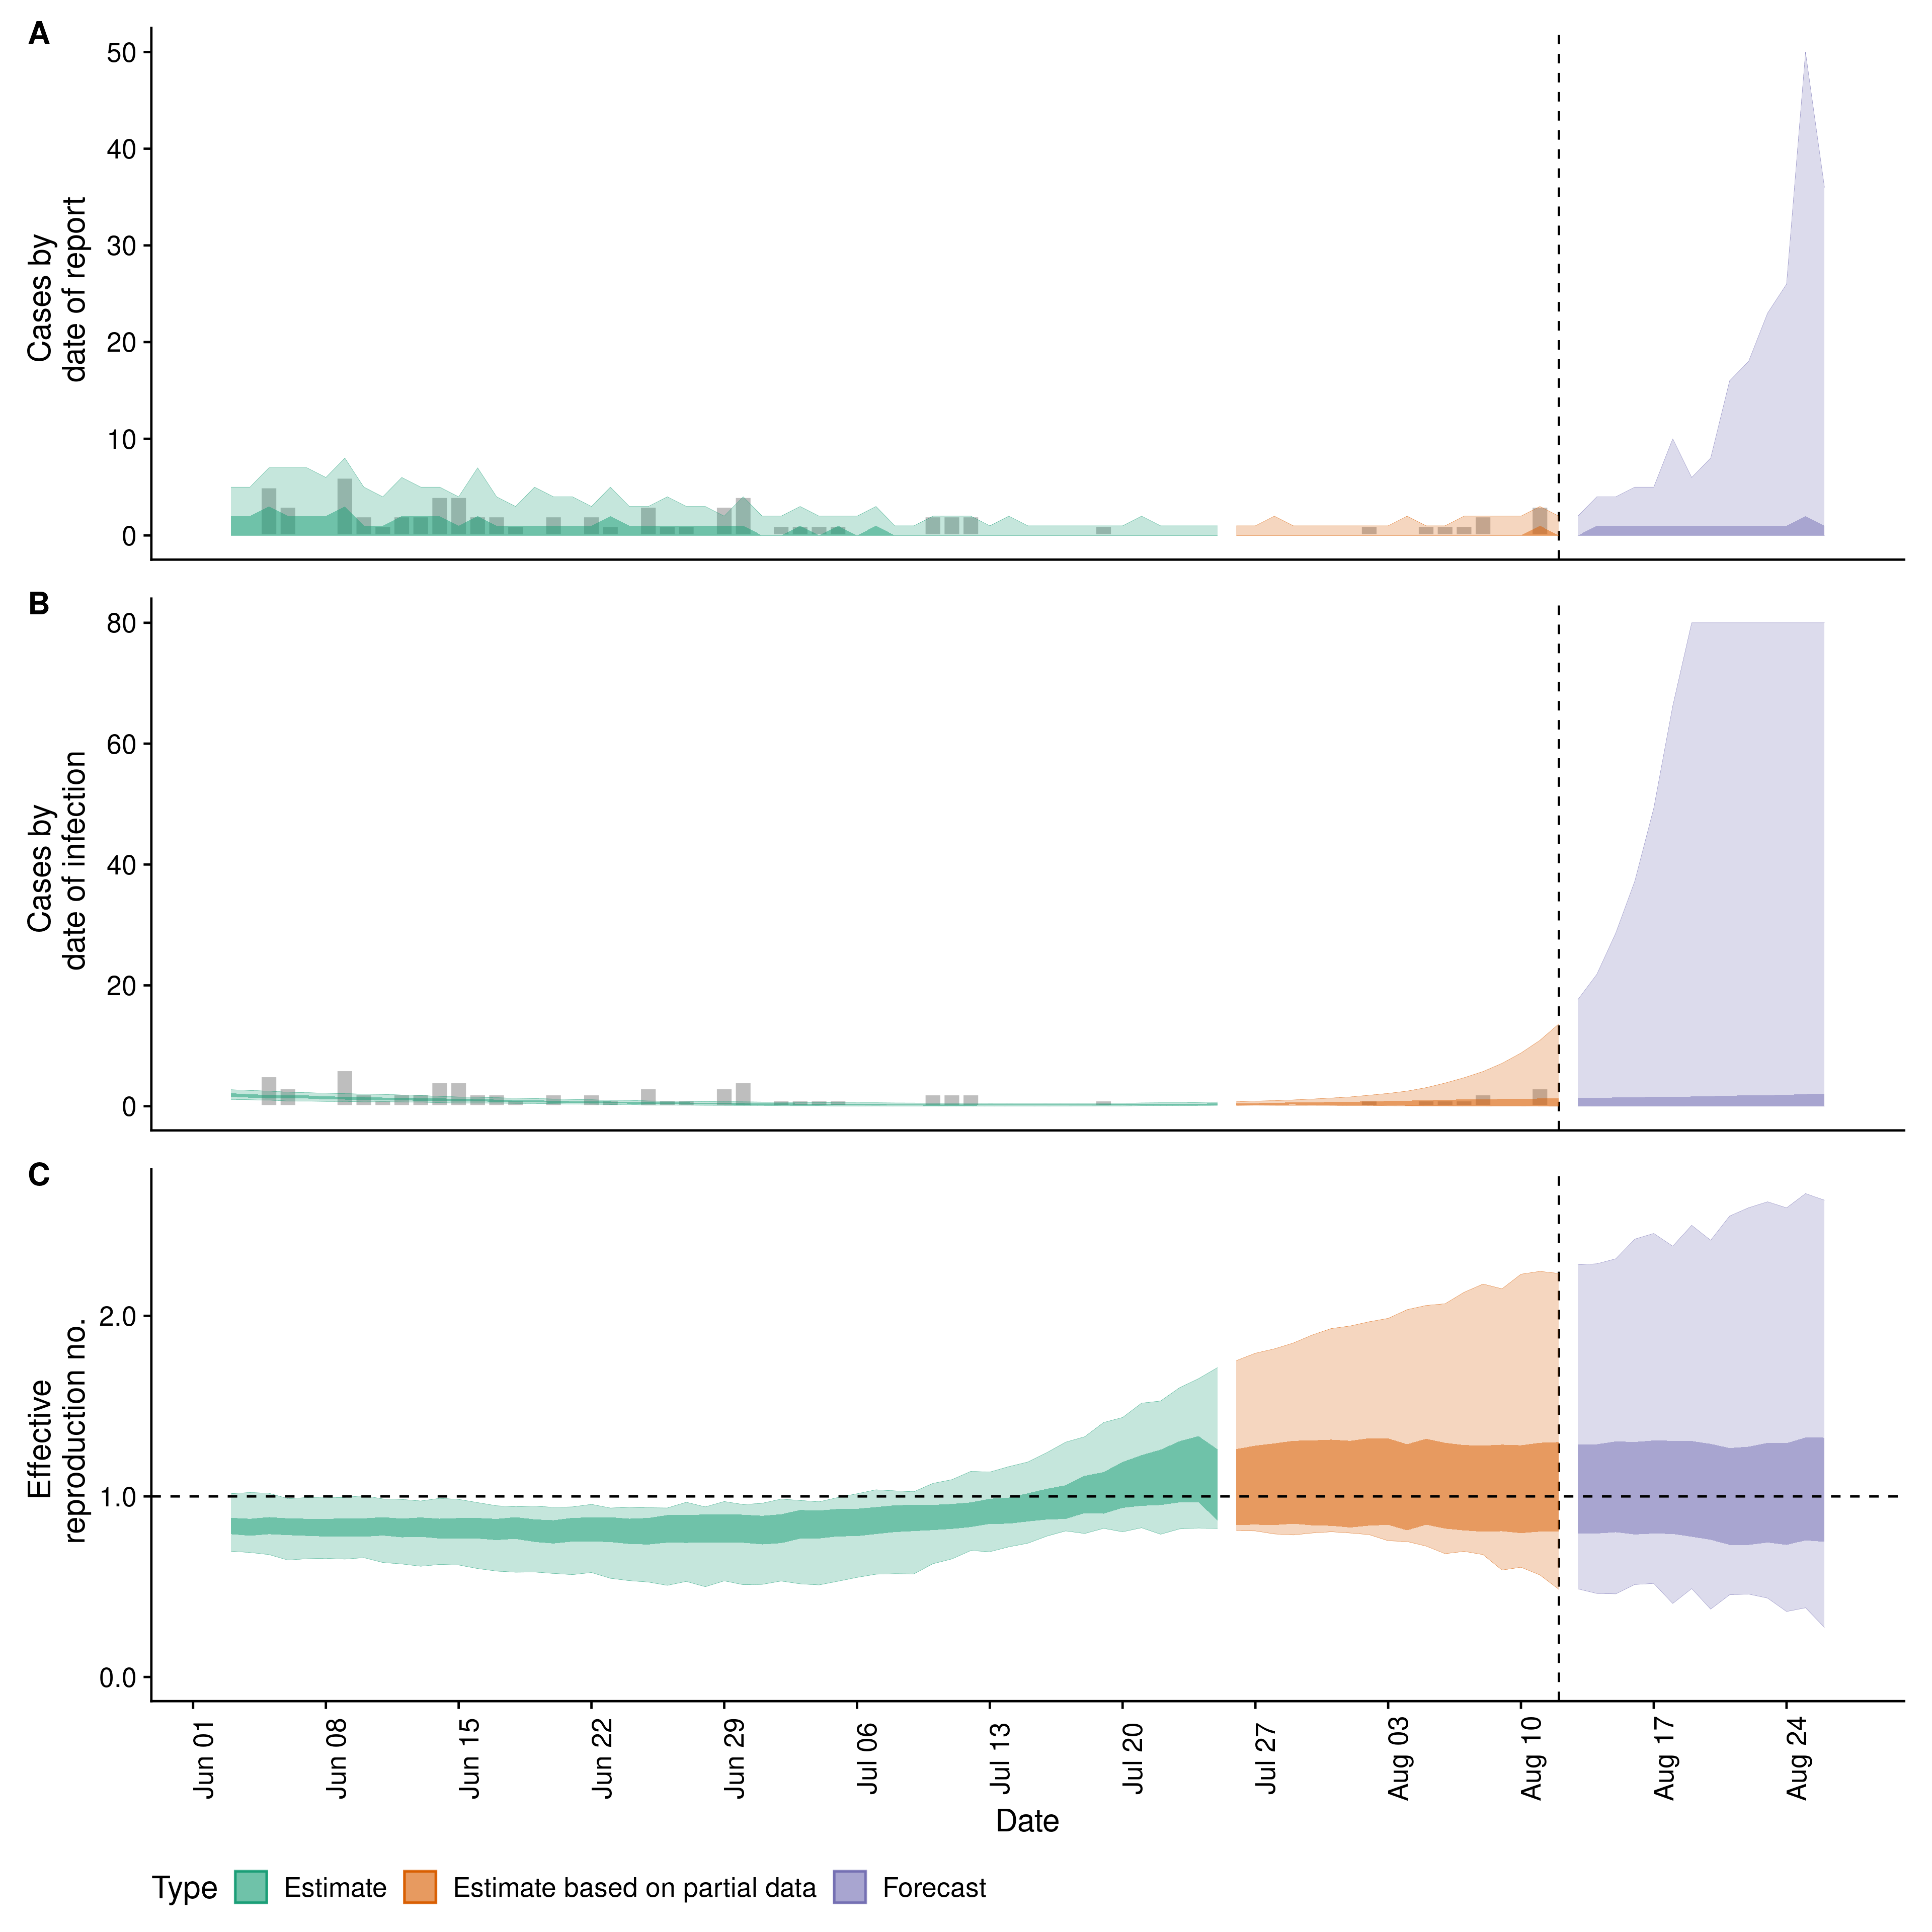 A
50
40
30
20
10
0
Cases by
date of report
B
80
60
40
20
0
Cases by
date of infection
C
2.0
1.0
0.0
Effective
reproduction no.
Jun 01
Jun 08
Jun 15
Jun 22
Jun 29
Jul 06
Jul 13
Jul 20
Jul 27
Aug 03
Aug 10
Aug 17
Aug 24
Date
Type Estimate Estimate based on partial data Forecast